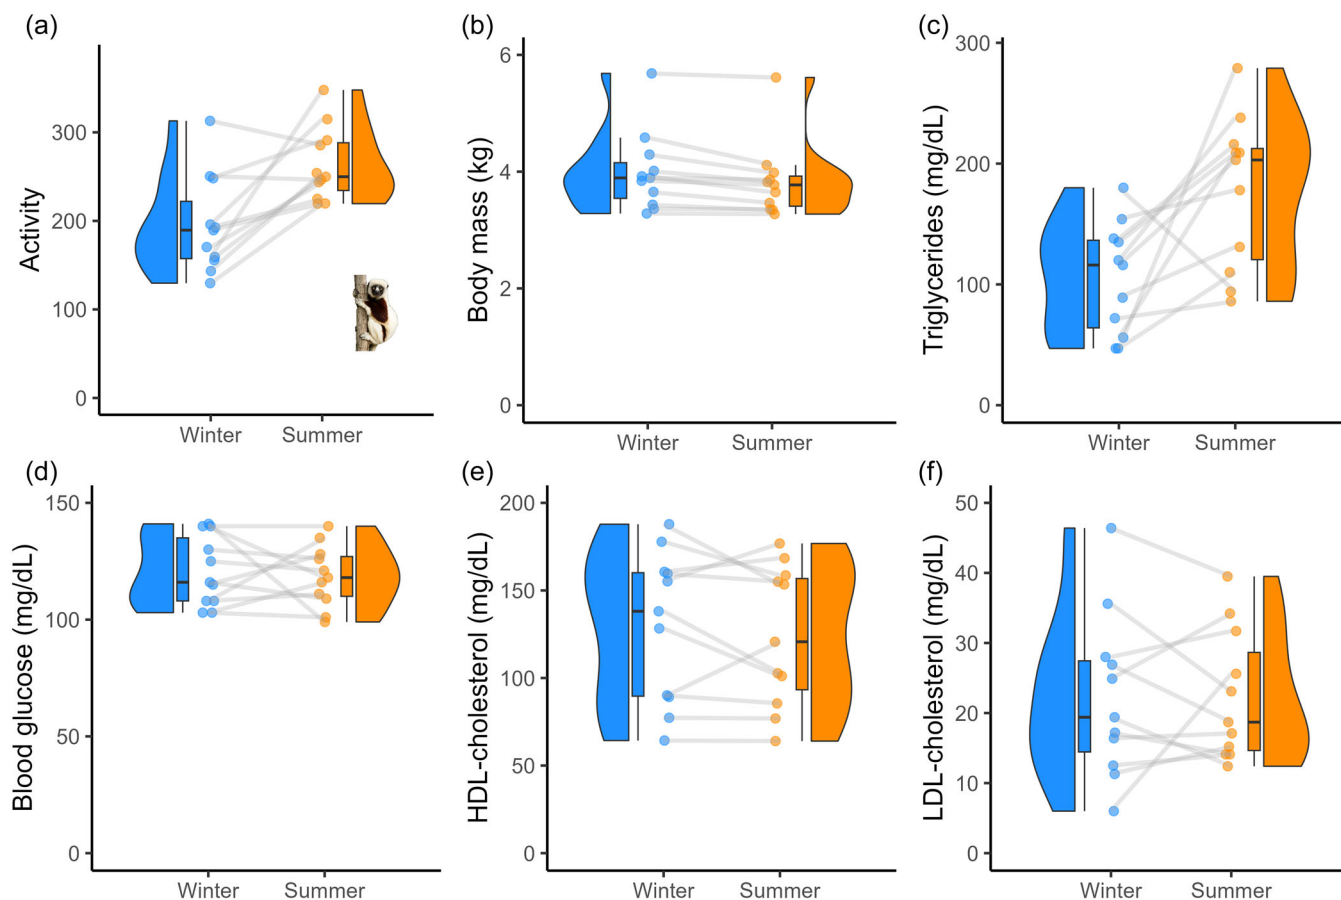 (a)
Activity
300
200
100
0
Winter
Summer
(b)
Body mass (kg)
6
4
2
0
Winter
Summer
(c)
Triglycerides (mg/dL)
300
200
100
0
Winter
Summer
(d)
Blood glucose (mg/dL)
150
100
50
0
Winter
Summer
(e)
HDL-cholesterol (mg/dL)
200
150
100
50
0
Winter
Summer
(f)
LDL-cholesterol (mg/dL)
50
40
30
20
10
0
Winter
Summer